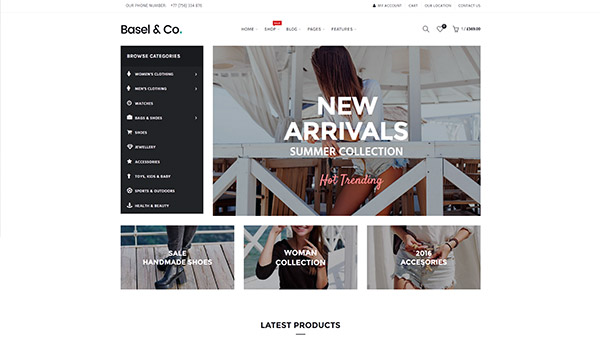 OUR PHONE NUMBER: +77 (756) 334 876
MY ACCOUNT CART OUR LOCATION CONTACT US
Basel & Co.
HOME SHOP BLOG PAGES FEATURES
1 / £369.00
BROWSE CATEGORIES
WOMEN'S CLOTHING
MEN'S CLOTHING
WATCHES
BAGS & SHOES
SHOES
JEWELLERY
ACCESSORIES
TOYS, KIDS & BABY
SPORTS & OUTDOORS
HEALTH & BEAUTY
NEW
ARRIVALS
SUMMER COLLECTION
Hot Trending
SALE
HANDMADE SHOES
WOMAN
COLLECTION
2016
ACCESORIES
LATEST PRODUCTS